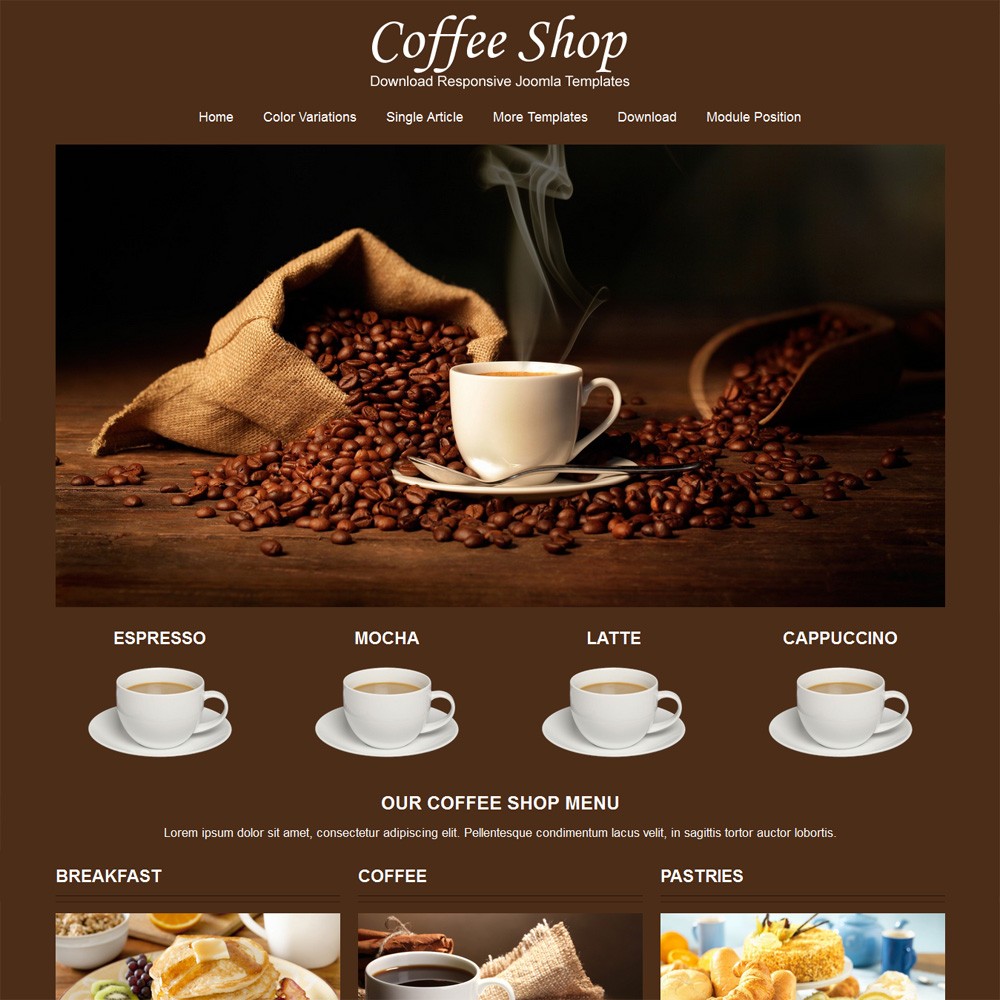 Coffee Shop
Download Responsive Joomla Templates
Home Color Variations Single Article More Templates Download Module Position
ESPRESSO MOCHA LATTE CAPPUCCINO
OUR COFFEE SHOP MENU
Lorem ipsum dolor sit amet, consectetur adipiscing elit. Pellentesque condimentum lacus velit, in sagittis tortor auctor lobortis.
BREAKFAST COFFEE PASTRIES